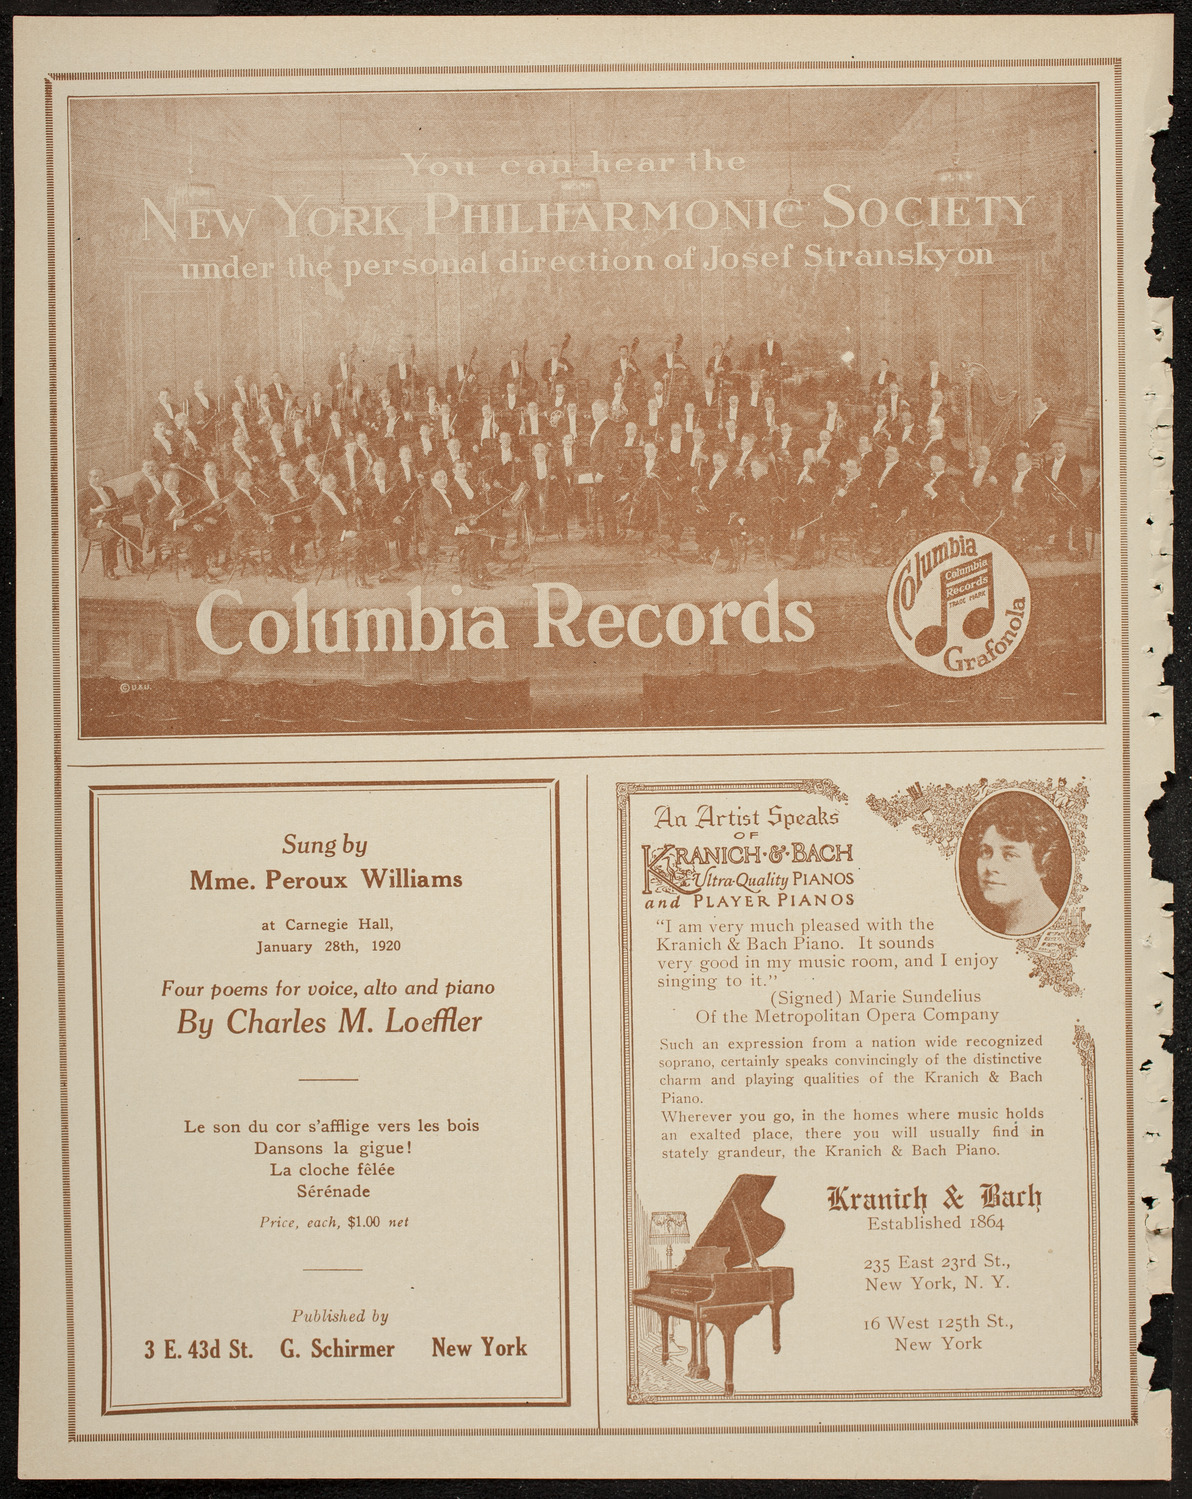 You can hear the
New York Philharmonic Society
under the personal direction of Josef Stransky on
Columbia Records
Columbia
Columbia
Records
TRADE MARK
Grafonola
© U.&U.
Sung by
Mme. Peroux Williams
at Carnegie Hall,
January 28th, 1920
Four poems for voice, alto and piano
By Charles M. Loeffler
Le son du cor s'afflige vers les bois
Dansons la gigue!
La cloche fêlée
Sérénade
Price, each, $1.00 net
Published by
3 E. 43d St. G. Schirmer New York
An Artist Speaks
OF
KRANICH·&·BACH
Ultra-Quality PIANOS
and PLAYER PIANOS
"I am very much pleased with the
Kranich & Bach Piano. It sounds
very good in my music room, and I enjoy
singing to it."
(Signed) Marie Sundelius
Of the Metropolitan Opera Company
Such an expression from a nation wide recognized
soprano, certainly speaks convincingly of the distinctive
charm and playing qualities of the Kranich & Bach
Piano.
Wherever you go, in the homes where music holds
an exalted place, there you will usually find in
stately grandeur, the Kranich & Bach Piano.
Kranich & Bach
Established 1864
235 East 23rd St.,
New York, N. Y.
16 West 125th St.,
New York